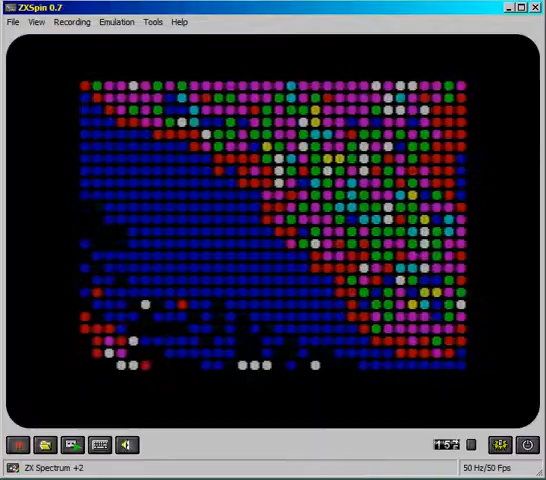 ZXSpin 0.7
File View Recording Emulation Tools Help
ZX Spectrum +2
50 Hz/50 Fps